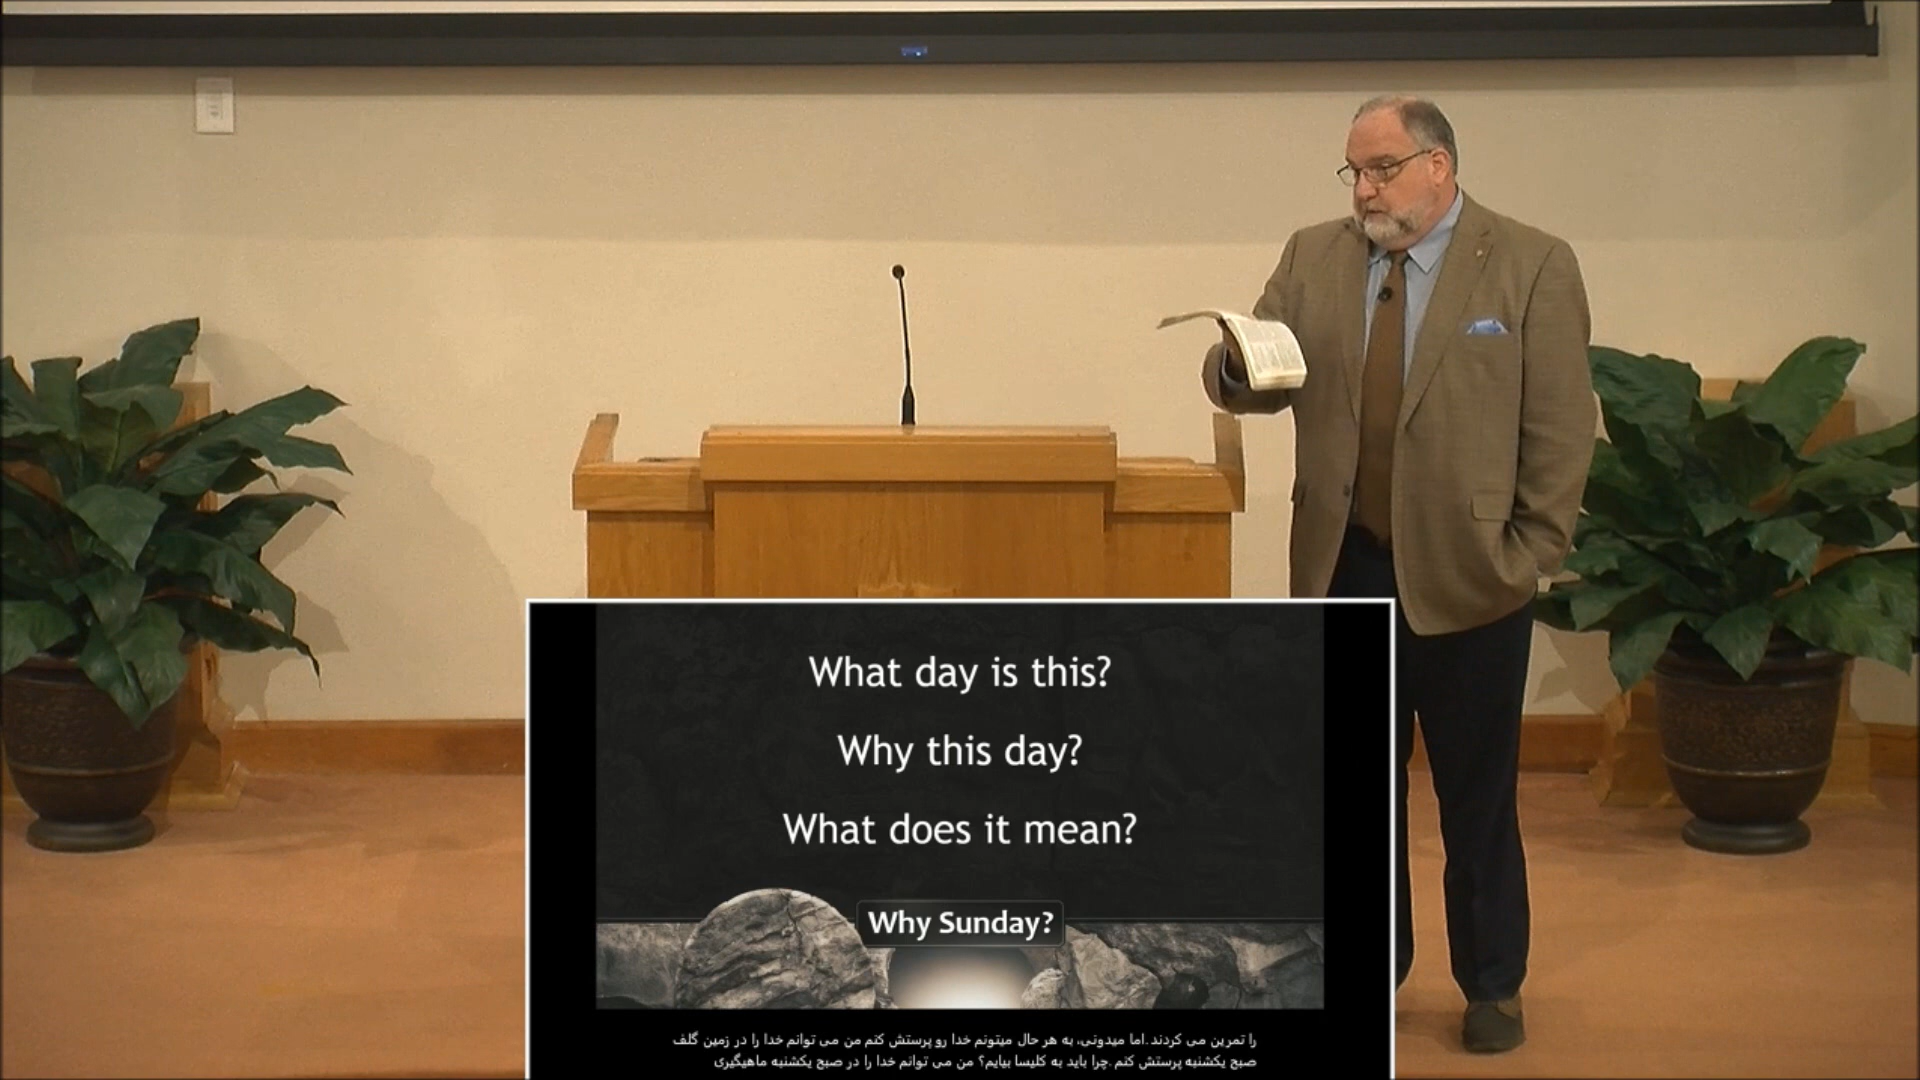 What day is this?
Why this day?
What does it mean?
Why Sunday?
را تمرین می کردند.اما میدونی، به هر حال میتونم خدا رو پرستش کنم من می توانم خدا را در زمین گلف
صبح یکشنبه پرستش کنم .چرا باید به کلیسا بیایم؟ من می توانم خدا را در صبح یکشنبه ماهیگیری